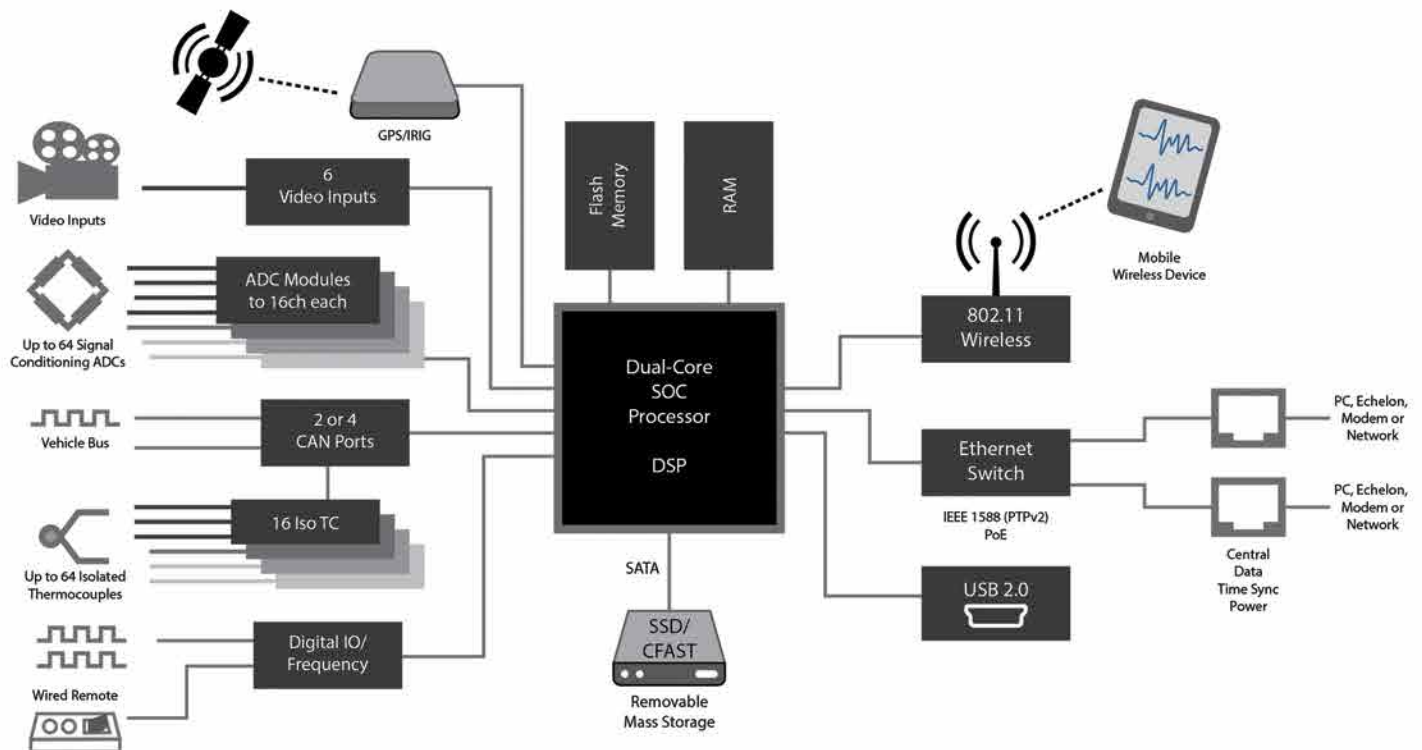 GPS/IRIG
6
Video Inputs
Video Inputs
ADC Modules
to 16ch each
Up to 64 Signal
Conditioning ADCs
2 or 4
CAN Ports
Vehicle Bus
16 Iso TC
Up to 64 Isolated
Thermocouples
Digital IO/
Frequency
Wired Remote
Flash
Memory
RAM
Dual-Core
SOC
Processor
DSP
SATA
SSD/
CFAST
Removable
Mass Storage
Mobile
Wireless Device
802.11
Wireless
Ethernet
Switch
IEEE 1588 (PTPv2)
PoE
USB 2.0
PC, Echelon,
Modem or
Network
PC, Echelon,
Modem or
Network
Central
Data
Time Sync
Power